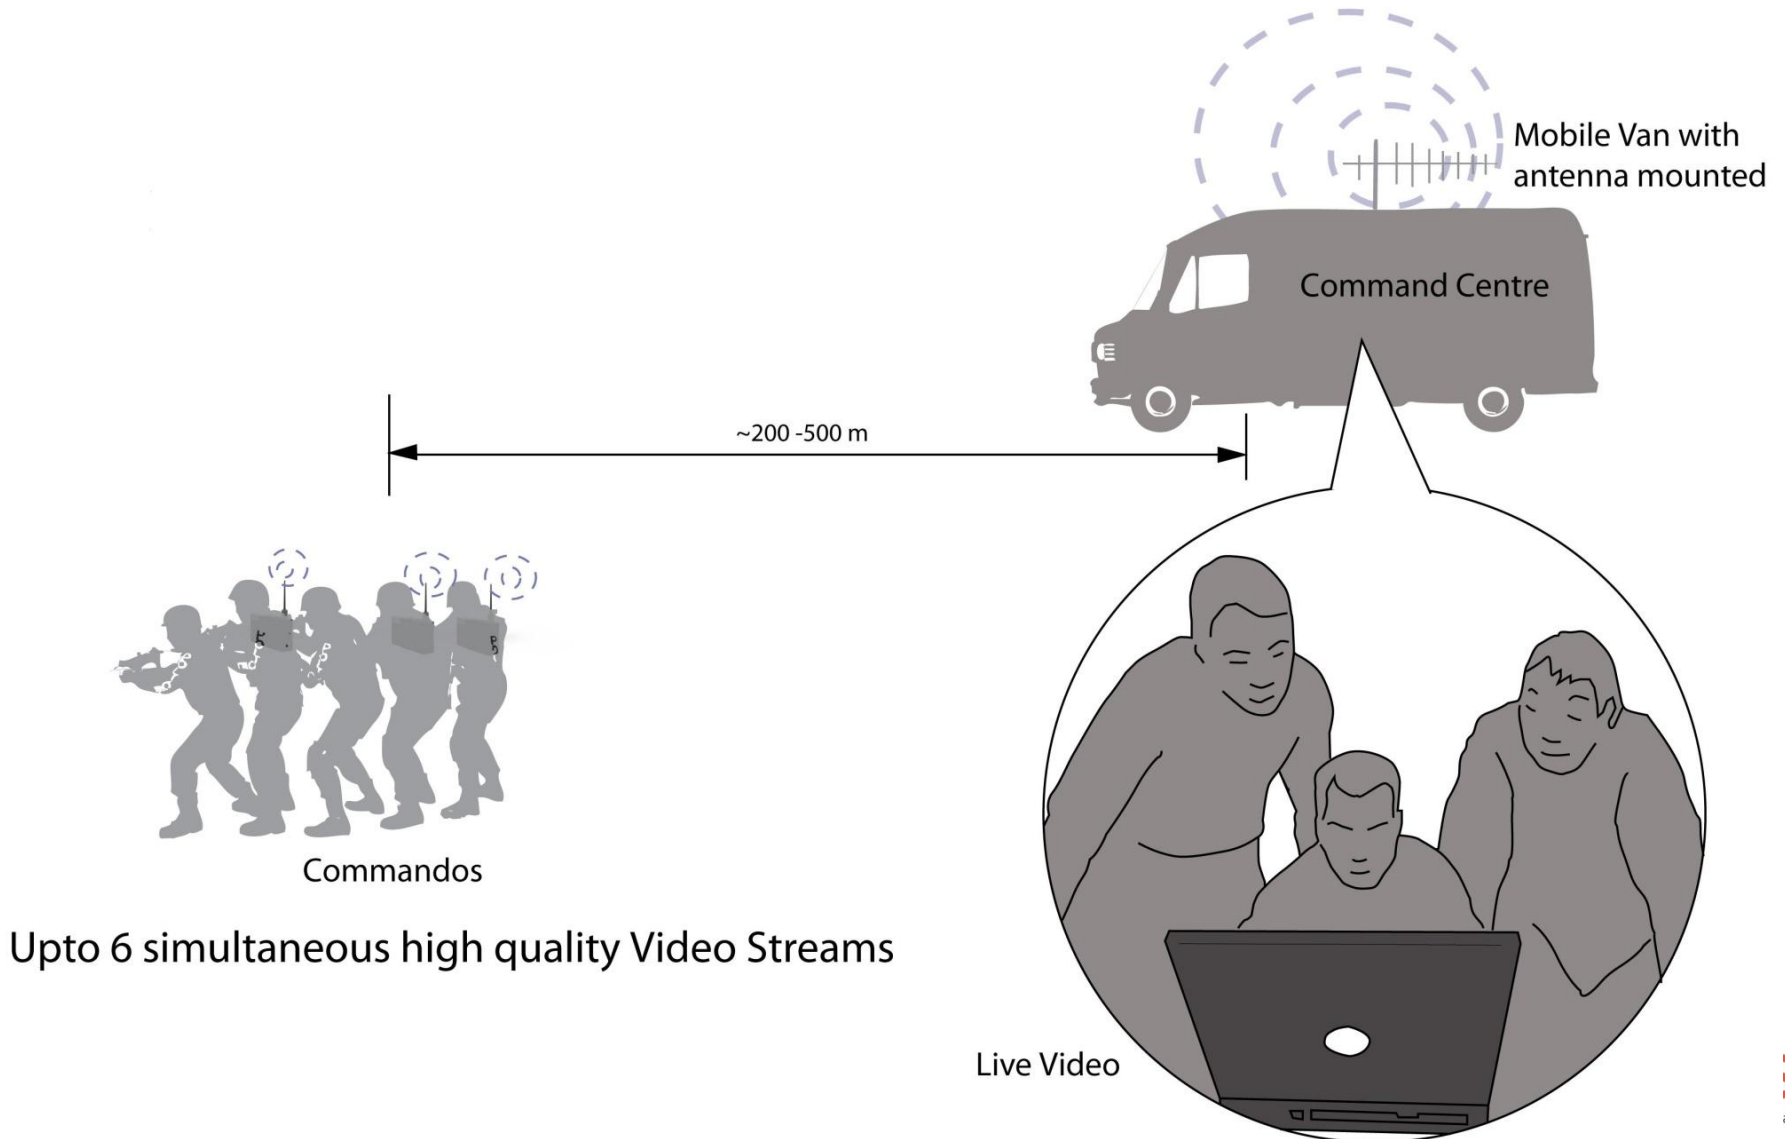 Mobile Van with
antenna mounted
Command Centre
~200 -500 m
Commandos
Upto 6 simultaneous high quality Video Streams
Live Video